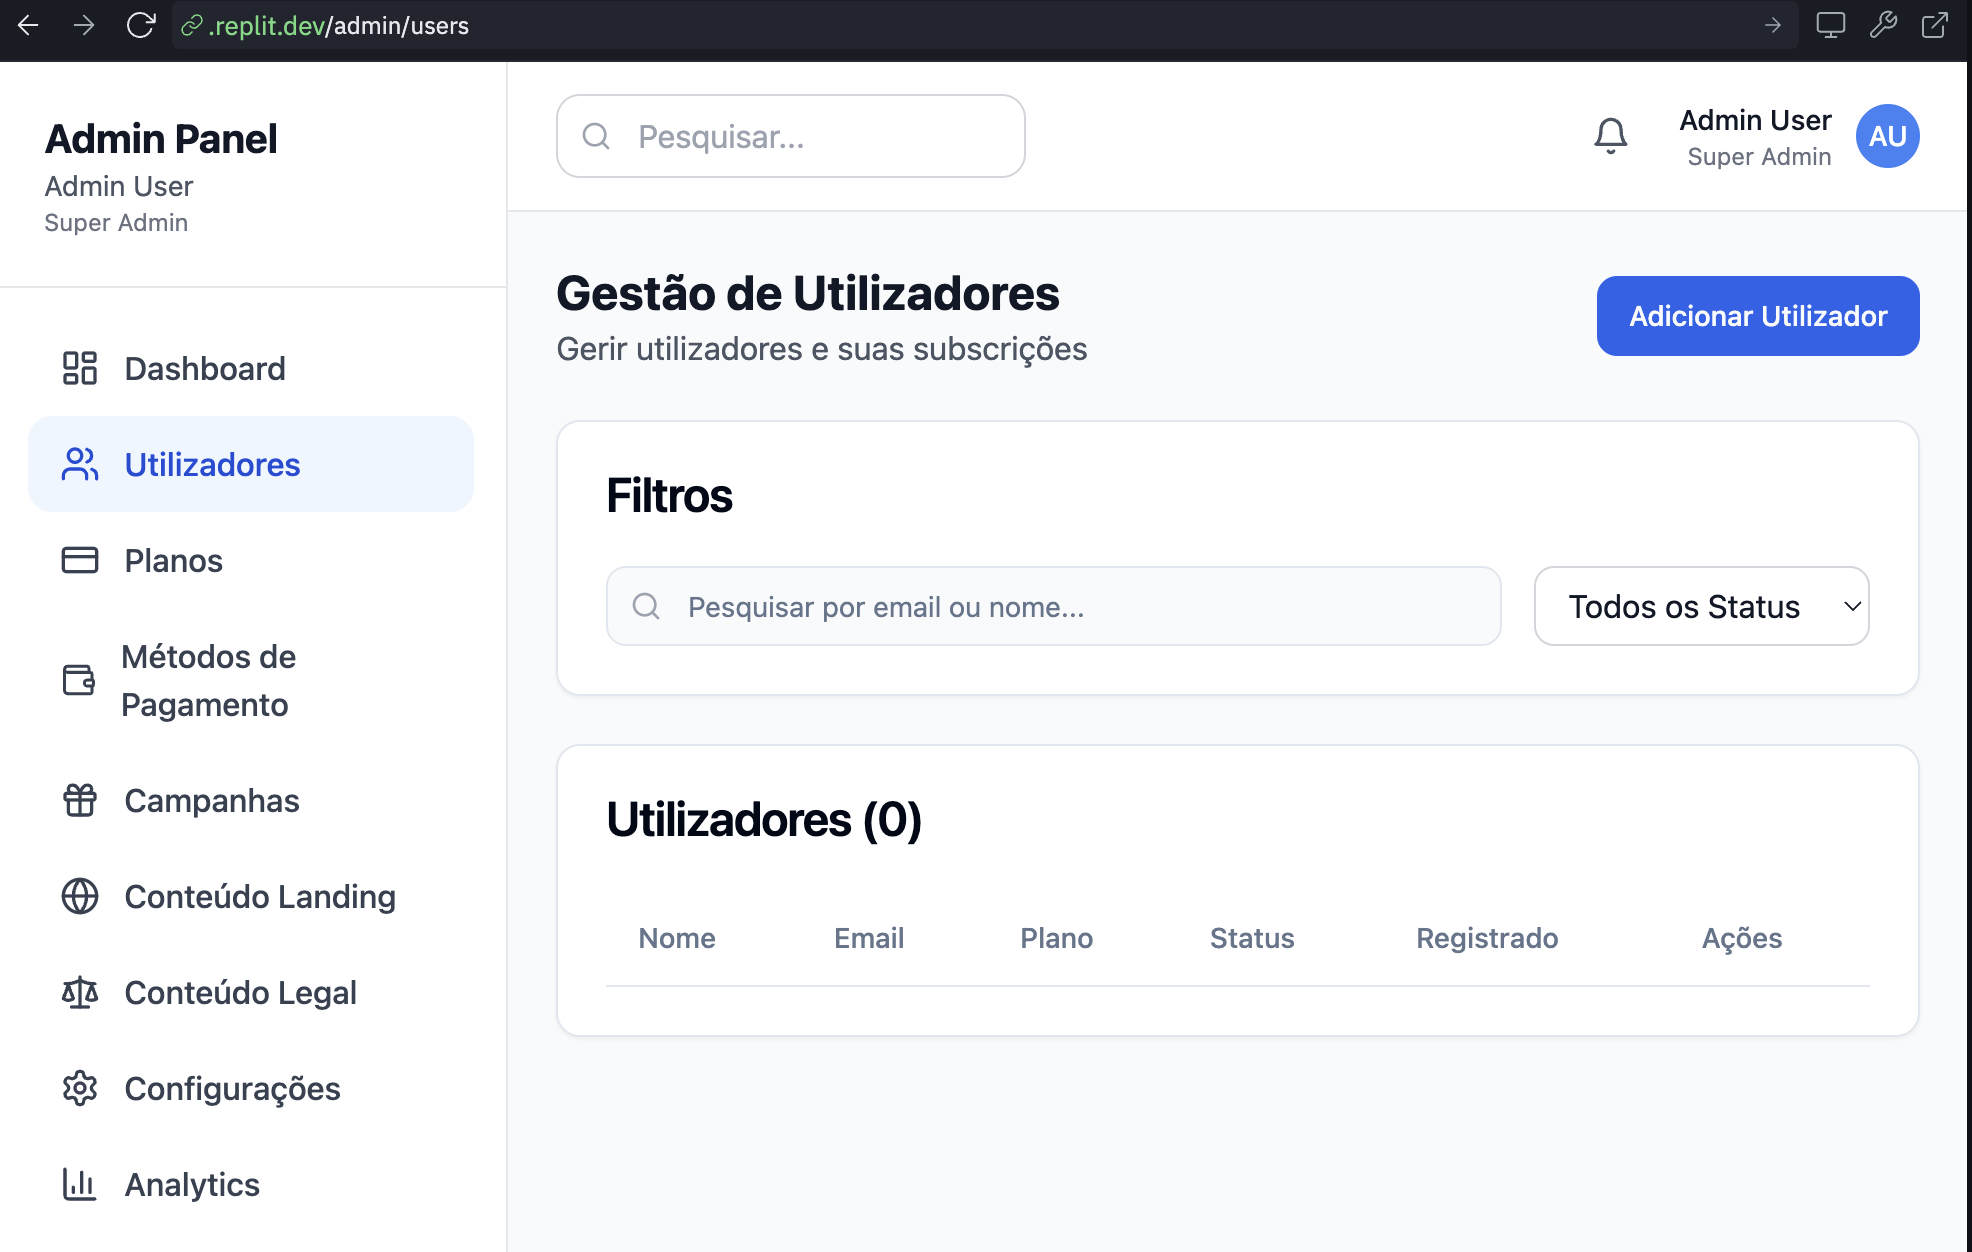 .replit.dev/admin/users
Admin Panel
Admin User
Super Admin
Dashboard
Utilizadores
Planos
Métodos de
Pagamento
Campanhas
Conteúdo Landing
Conteúdo Legal
Configurações
Analytics
Pesquisar...
Admin User
Super Admin
AU
Gestão de Utilizadores
Gerir utilizadores e suas subscrições
Adicionar Utilizador
Filtros
Pesquisar por email ou nome...
Todos os Status
Utilizadores (0)
Nome Email Plano Status Registrado Ações